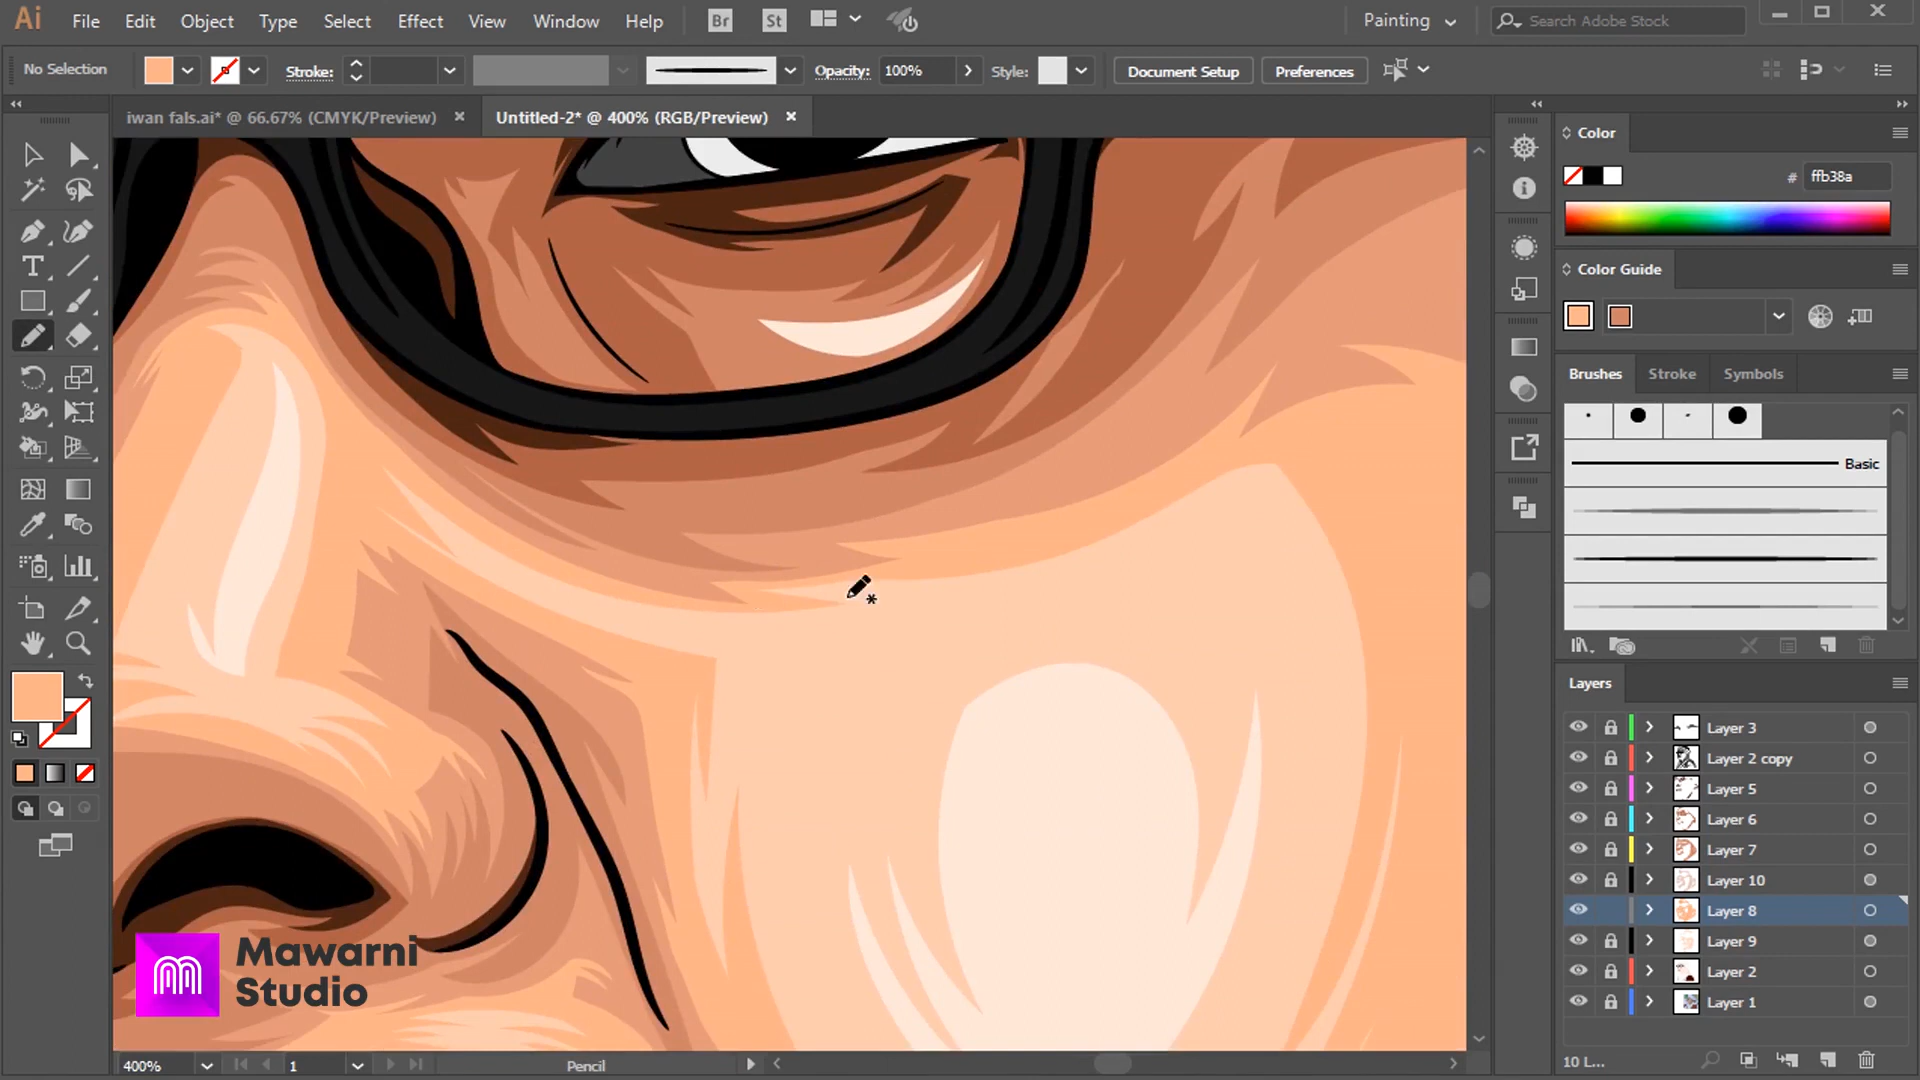 Ai File Edit Object Type Select Effect View Window Help Br St Painting Search Adobe Stock
No Selection Stroke: Opacity: 100% Style: Document Setup Preferences
iwan fals.ai* @ 66.67% (CMYK/Preview) Untitled-2* @ 400% (RGB/Preview)
Color
# ffb38a
Color Guide
Brushes Stroke Symbols
Basic
Layers
Layer 3
Layer 2 copy
Layer 5
Layer 6
Layer 7
Layer 10
Layer 8
Layer 9
Layer 2
Layer 1
Mawarni
Studio
400% 1 Pencil 10 L...